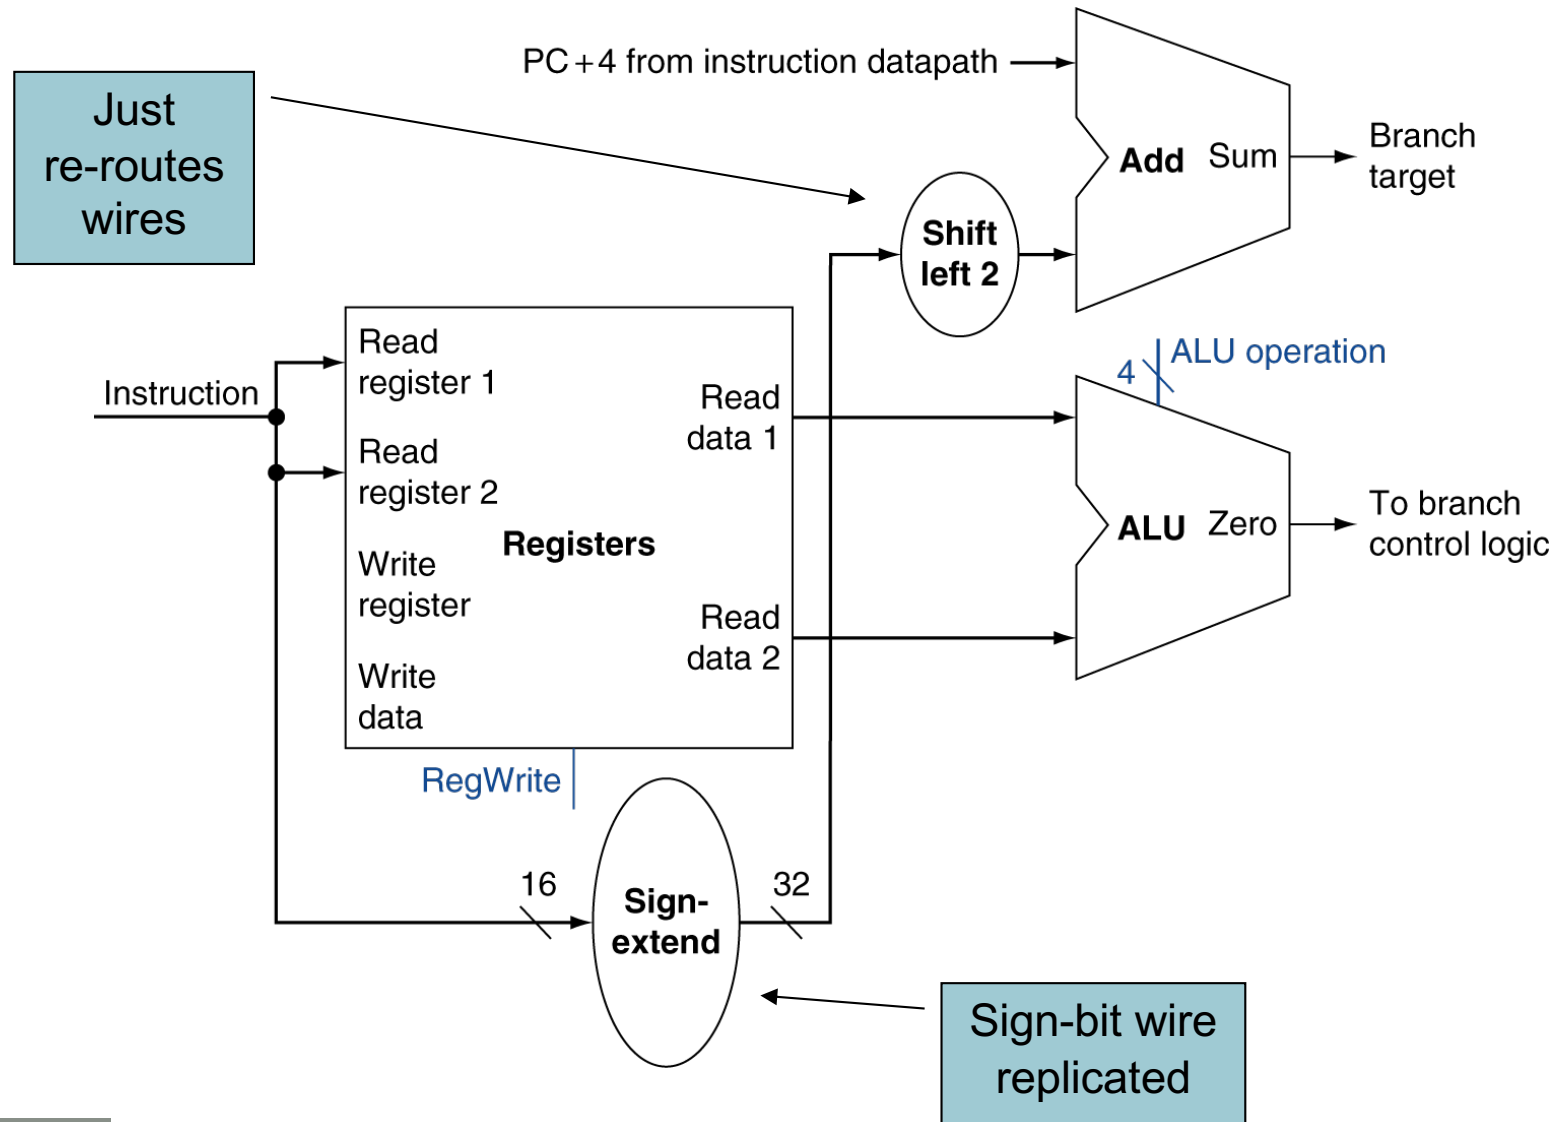 PC+4 from instruction datapath
Just
re-routes
wires
Add Sum
Branch
target
Shift
left 2
Read
register 1
Instruction
Read
data 1
4
ALU operation
Read
register 2
Registers
ALU Zero
To branch
control logic
Write
register
Read
data 2
Write
data
RegWrite
16
Sign-
extend
32
Sign-bit wire
replicated